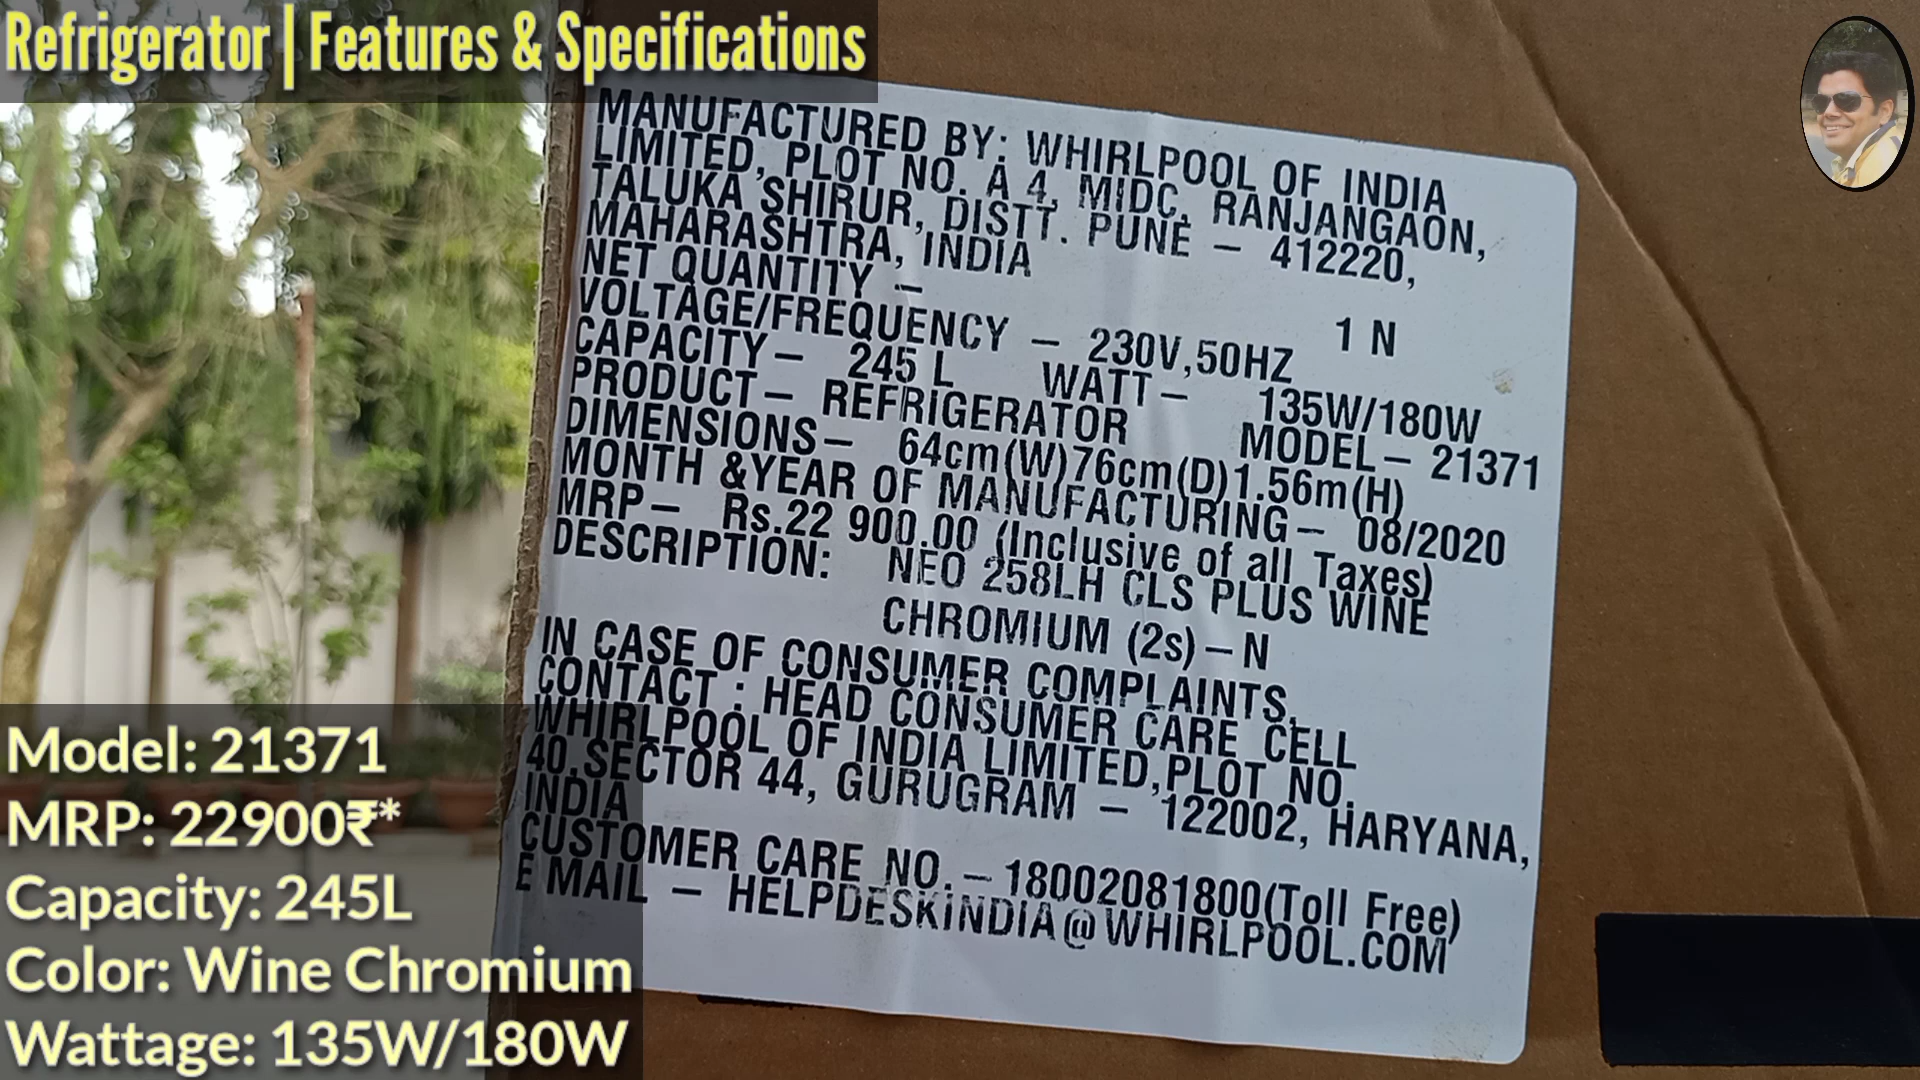 Refrigerator | Features & Specifications
MANUFACTURED BY: WHIRLPOOL OF INDIA
LIMITED, PLOT NO. A 4, MIDC, RANJANGAON,
TALUKA SHIRUR, DISTT. PUNE – 412220,
MAHARASHTRA, INDIA
NET QUANTITY – 1 N
VOLTAGE/FREQUENCY – 230V,50HZ
CAPACITY– 245 L WATT – 135W/180W
PRODUCT– REFRIGERATOR MODEL– 21371
DIMENSIONS– 64cm(W)76cm(D)1.56m(H)
MONTH &YEAR OF MANUFACTURING– 08/2020
MRP– Rs.22 900.00 (Inclusive of all Taxes)
DESCRIPTION: NEO 258LH CLS PLUS WINE
CHROMIUM (2s)–N
IN CASE OF CONSUMER COMPLAINTS,
CONTACT : HEAD CONSUMER CARE CELL
WHIRLPOOL OF INDIA LIMITED,PLOT NO.
40,SECTOR 44, GURUGRAM – 122002, HARYANA,
INDIA
CUSTOMER CARE NO.–18002081800(Toll Free)
E MAIL – HELPDESKINDIA@WHIRLPOOL.COM
Model: 21371
MRP: 22900₹*
Capacity: 245L
Color: Wine Chromium
Wattage: 135W/180W